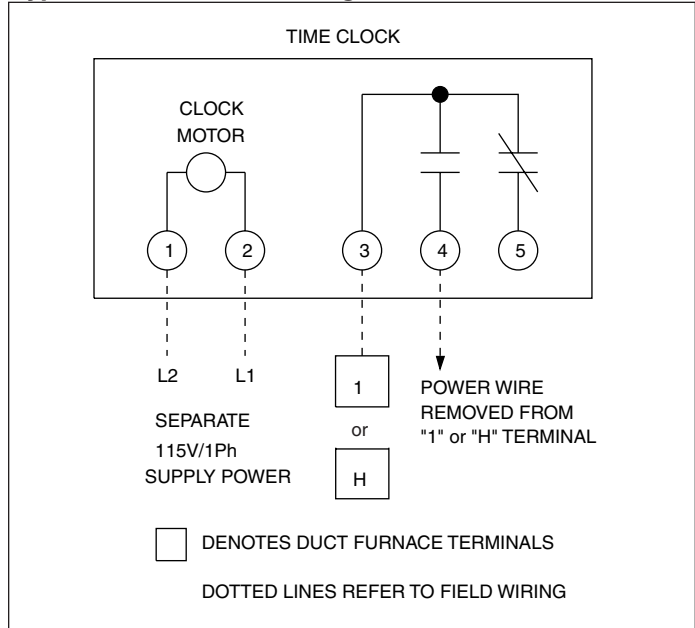 TIME CLOCK
CLOCK
MOTOR
1
2
3
4
5
L2
L1
SEPARATE
115V/1Ph
SUPPLY POWER
1
or
H
POWER WIRE
REMOVED FROM
"1" or "H" TERMINAL
DENOTES DUCT FURNACE TERMINALS
DOTTED LINES REFER TO FIELD WIRING